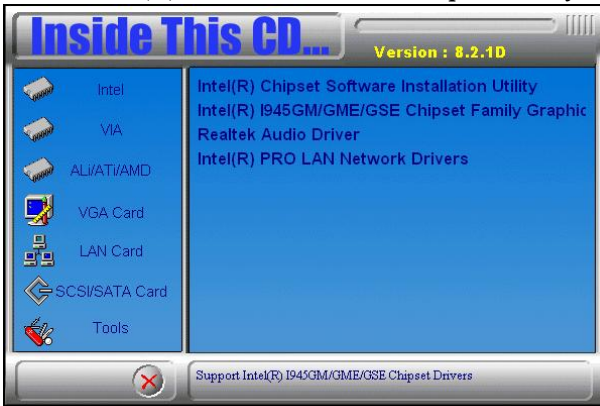 Inside This CD...
Version : 8.2.1D
Intel
VIA
ALi/ATi/AMD
VGA Card
LAN Card
SCSI/SATA Card
Tools
Intel(R) Chipset Software Installation Utility
Intel(R) I945GM/GME/GSE Chipset Family Graphic
Realtek Audio Driver
Intel(R) PRO LAN Network Drivers
Support Intel(R) I945GM/GME/GSE Chipset Drivers